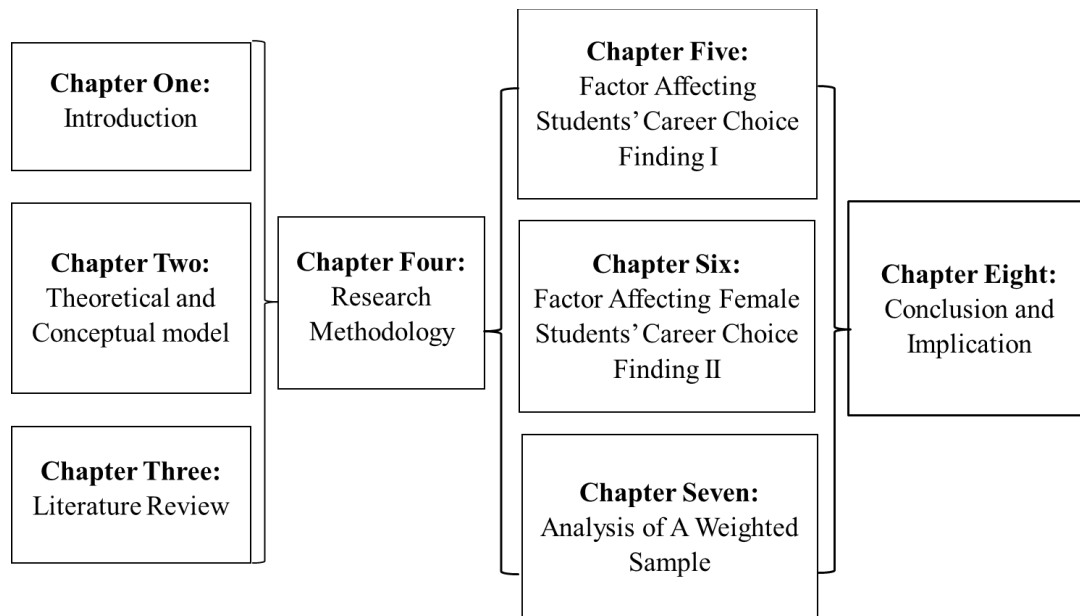 Chapter One:
Introduction
Chapter Two:
Theoretical and
Conceptual model
Chapter Three:
Literature Review
Chapter Four:
Research
Methodology
Chapter Five:
Factor Affecting
Students’ Career Choice
Finding I
Chapter Six:
Factor Affecting Female
Students’ Career Choice
Finding II
Chapter Seven:
Analysis of A Weighted
Sample
Chapter Eight:
Conclusion and
Implication